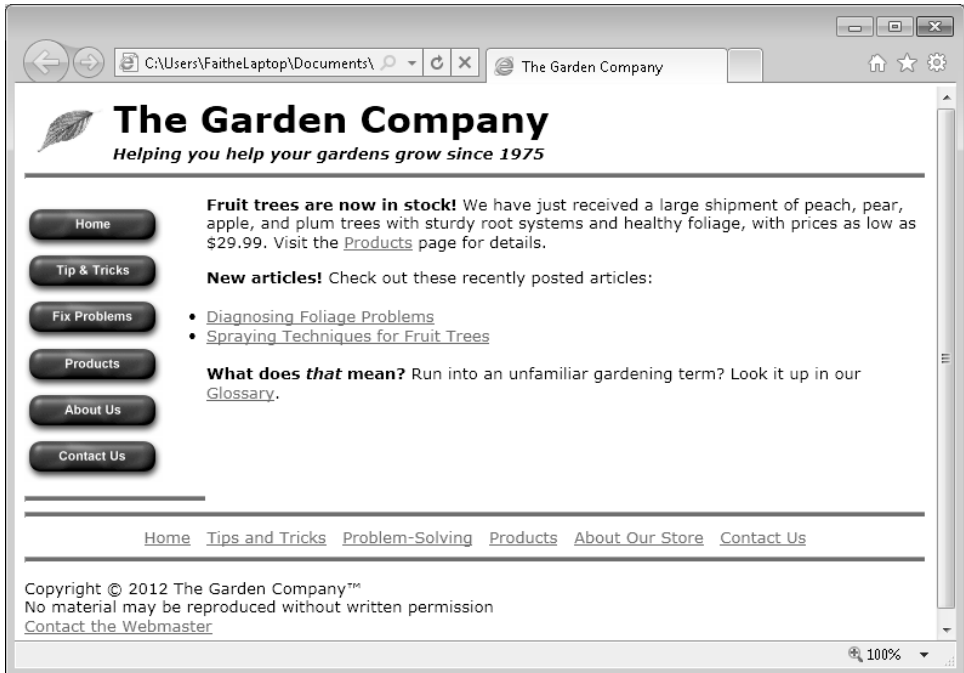 C:\Users\FaitheLaptop\Documents\
The Garden Company
The Garden Company
Helping you help your gardens grow since 1975
Home
Tip & Tricks
Fix Problems
Products
About Us
Contact Us
Fruit trees are now in stock! We have just received a large shipment of peach, pear,
apple, and plum trees with sturdy root systems and healthy foliage, with prices as low as
$29.99. Visit the Products page for details.
New articles! Check out these recently posted articles:
• Diagnosing Foliage Problems
• Spraying Techniques for Fruit Trees
What does that mean? Run into an unfamiliar gardening term? Look it up in our
Glossary.
Home Tips and Tricks Problem-Solving Products About Our Store Contact Us
Copyright © 2012 The Garden Company™
No material may be reproduced without written permission
Contact the Webmaster
100%